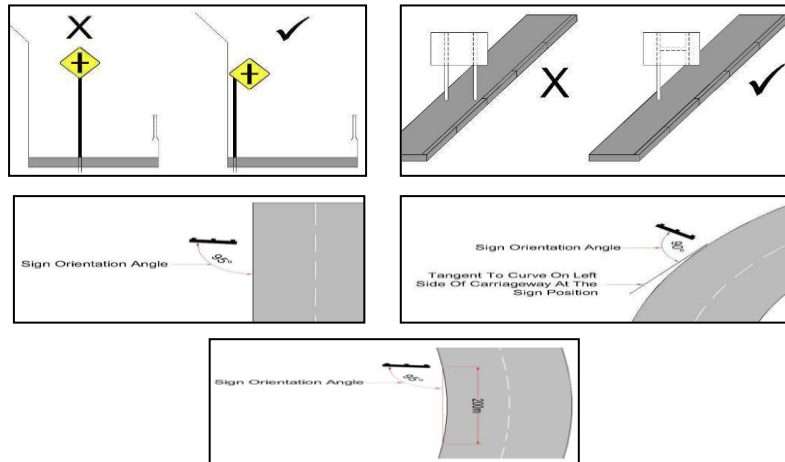 Sign Orientation Angle
95°
Sign Orientation Angle
90°
Tangent To Curve On Left
Side Of Carriageway At The
Sign Position
Sign Orientation Angle
95°
200m